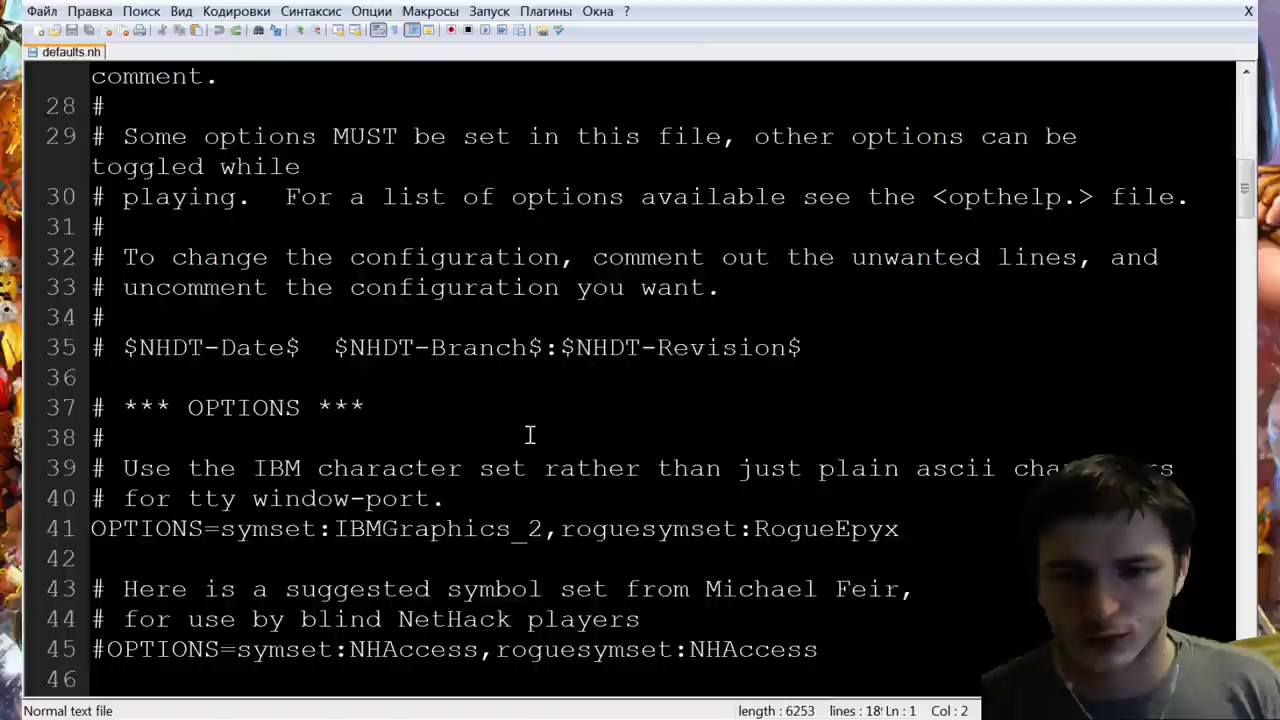 Файл Правка Поиск Вид Кодировки Синтаксис Опции Макросы Запуск Плагины Окна ? X
defaults.nh
comment.
28 #
29 # Some options MUST be set in this file, other options can
toggled while
30 # playing.  For a list of options available see the <opthelp.> file.
31 #
32 # To change the configuration, comment out the unwanted lines, and
33 # uncomment the configuration you want.
34 #
35 # $NHDT-Date$  $NHDT-Branch$:$NHDT-Revision$
36
37 # *** OPTIONS ***
38 #
39 # Use the IBM character set rather than just plain ascii
40 # for tty window-port.
41 OPTIONS=symset:IBMGraphics_2,roguesymset:RogueEpyx
42
43 # Here is a suggested symbol set from Michael Feir,
44 # for use by blind NetHack players
45 #OPTIONS=symset:NHAccess,roguesymset:NHAccess
46
Normal text file length : 6253 lines : 18 Ln : 1 Col : 2